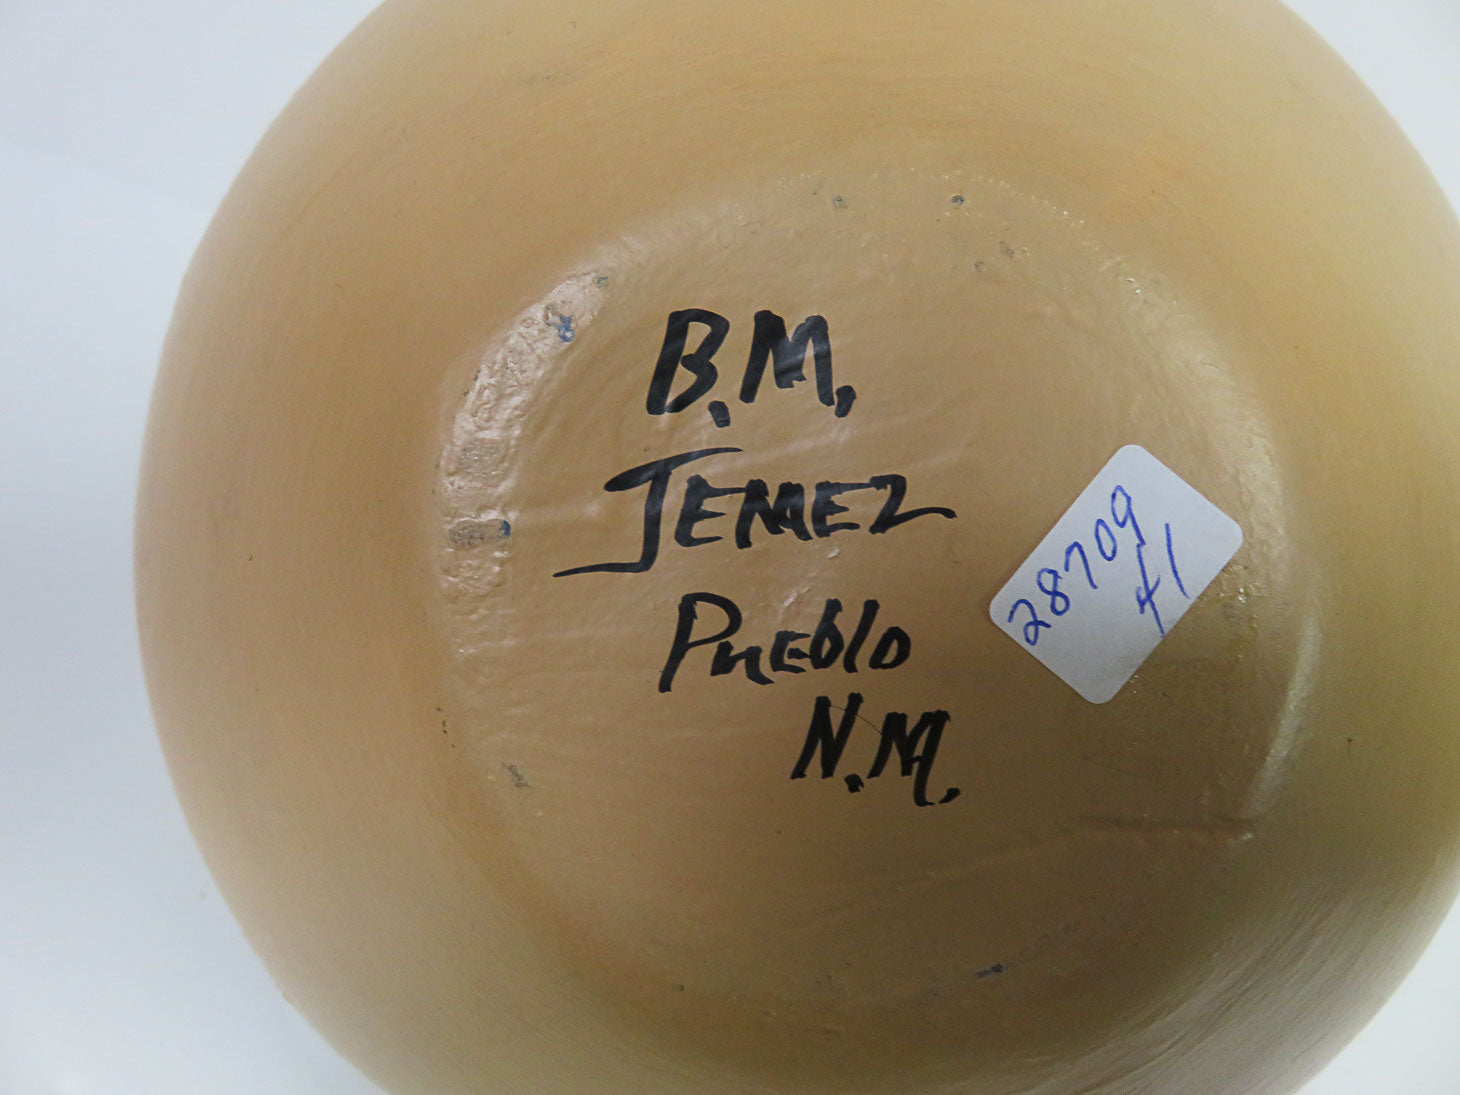 B.M.
JEMEZ
PUEblo
N.M.
28709
#1